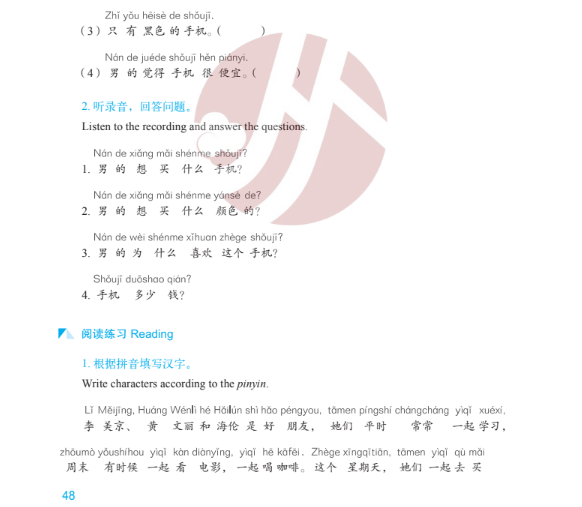 Zhǐ yǒu hēisè de shǒujī.
（3）只 有 黑色 的 手机。（ ）
Nán de juéde shǒujī hěn piányi.
（4）男 的 觉得 手机 很 便宜。（ ）
2. 听录音，回答问题。
Listen to the recording and answer the questions.
Nán de xiǎng mǎi shénme shǒujī?
1. 男 的 想 买 什么 手机?
Nán de xiǎng mǎi shénme yánsè de?
2. 男 的 想 买 什么 颜色 的?
Nán de wèi shénme xǐhuan zhège shǒujī?
3. 男 的 为 什么 喜欢 这个 手机?
Shǒujī duōshao qián?
4. 手机 多少 钱?
阅读练习 Reading
1. 根据拼音填写汉字。
Write characters according to the pinyin.
Lǐ Měijīng, Huáng Wénlì hé Hǎilún shì hǎo péngyou, tāmen píngshí chángcháng yìqǐ xuéxí,
李 美京、 黄 文丽 和 海伦 是 好 朋友， 她们 平时 常常 一起 学习，
zhōumò yǒushíhou yìqǐ kàn diànyǐng, yìqǐ hē kāfēi. Zhège xīngqītiān, tāmen yìqǐ qù mǎi
周末 有时候 一起 看 电影，一起 喝 咖啡。这个 星期天， 她们 一起 去 买
48